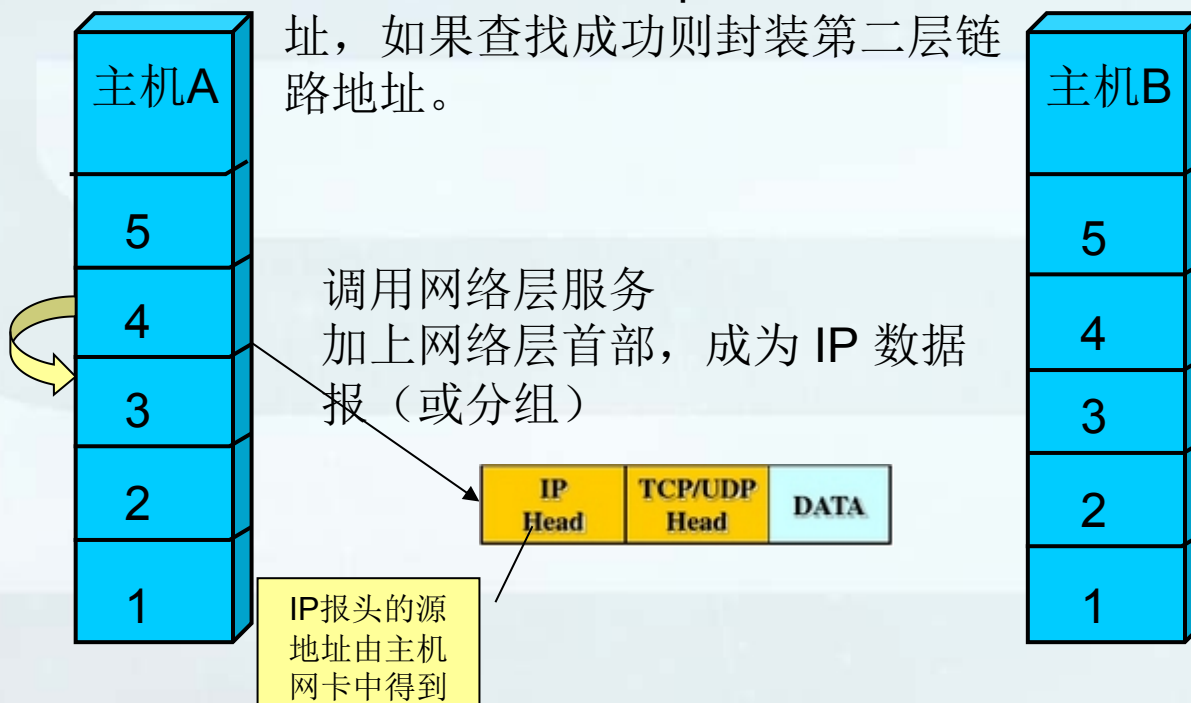 址，如果查找成功则封装第二层链
路地址。
主机A
5
4
3
2
1
调用网络层服务
加上网络层首部，成为 IP 数据
报（或分组）
IP
Head
TCP/UDP
Head
DATA
IP报头的源
地址由主机
网卡中得到
主机B
5
4
3
2
1